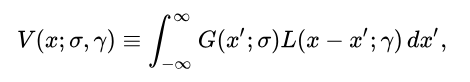 V(x; σ, γ) ≡ ∫_{-∞}^{∞} G(x′; σ)L(x − x′; γ) dx′,